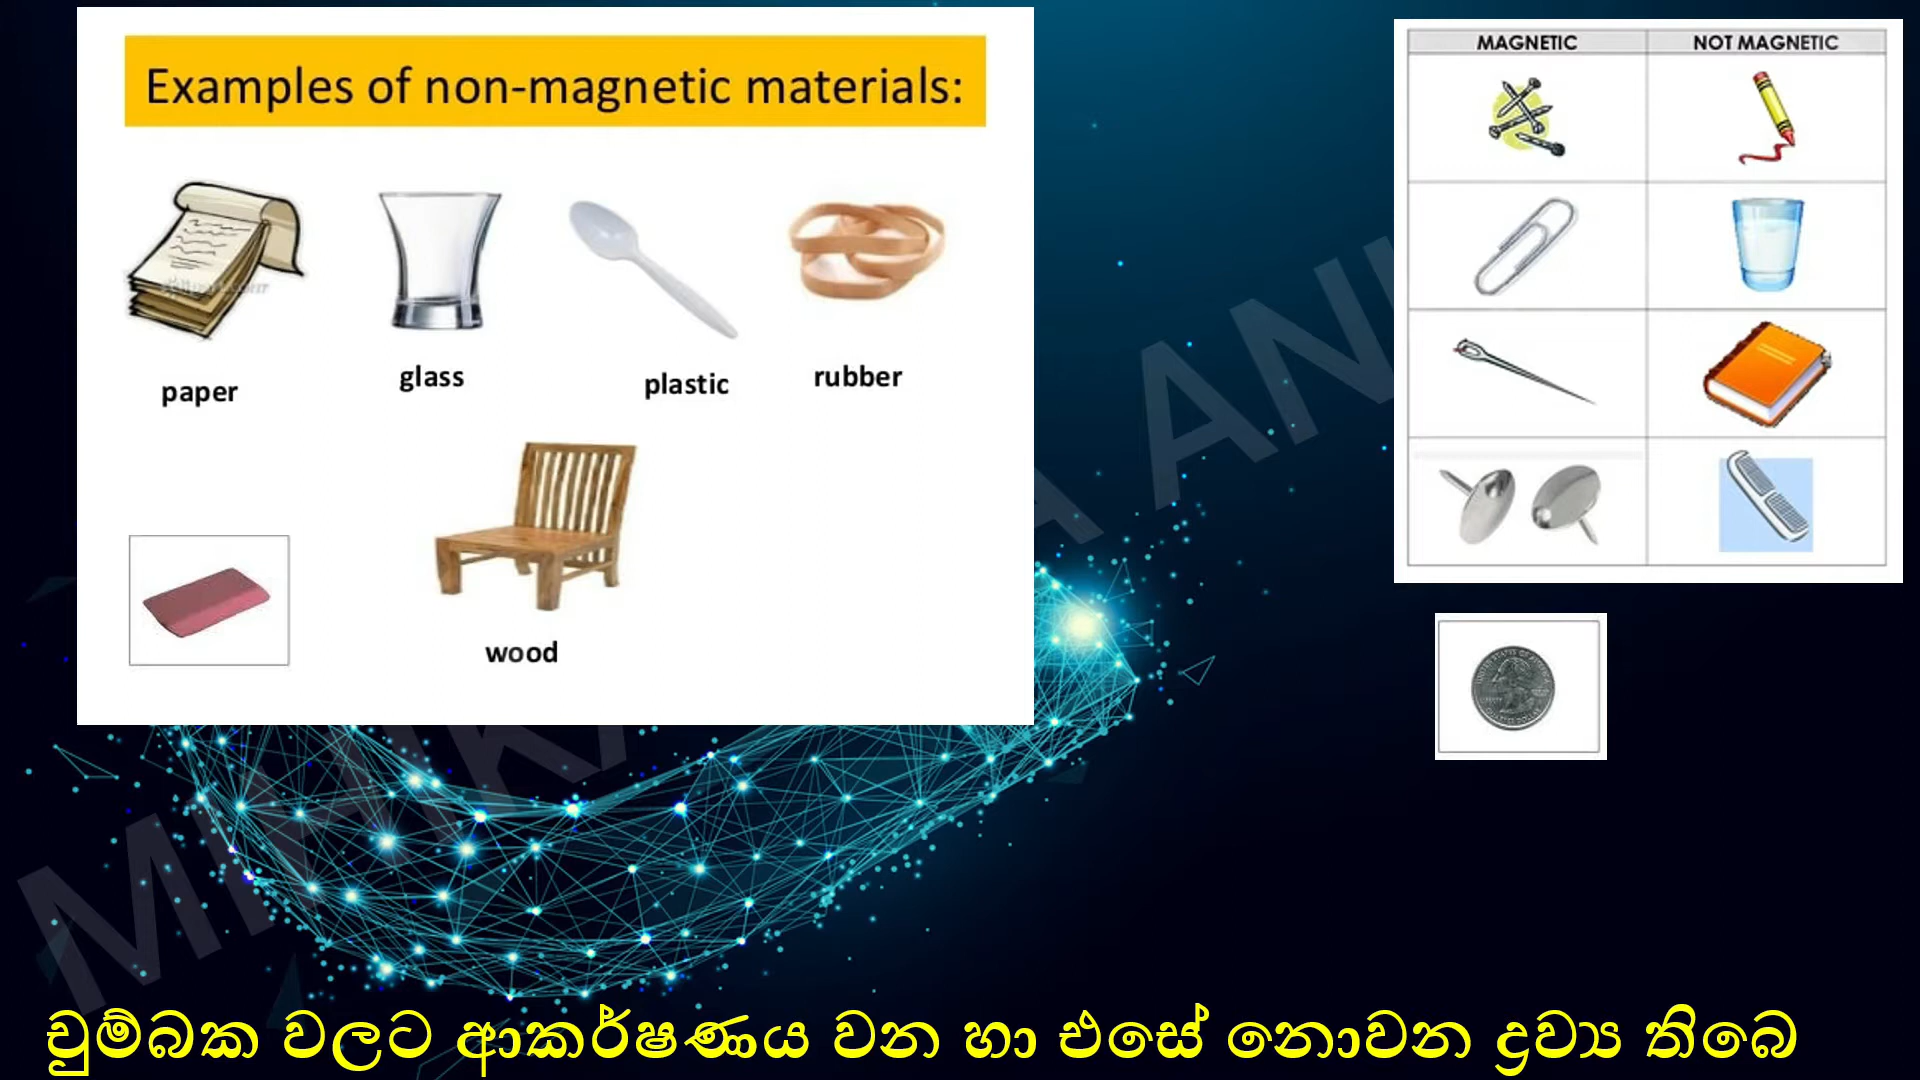 Examples of non-magnetic materials:
paper
glass
plastic
rubber
wood
MAGNETIC
NOT MAGNETIC
චුම්බක වලට ආකර්ෂණය වන හා එසේ නොවන ද්‍රව්‍ය තිබෙ